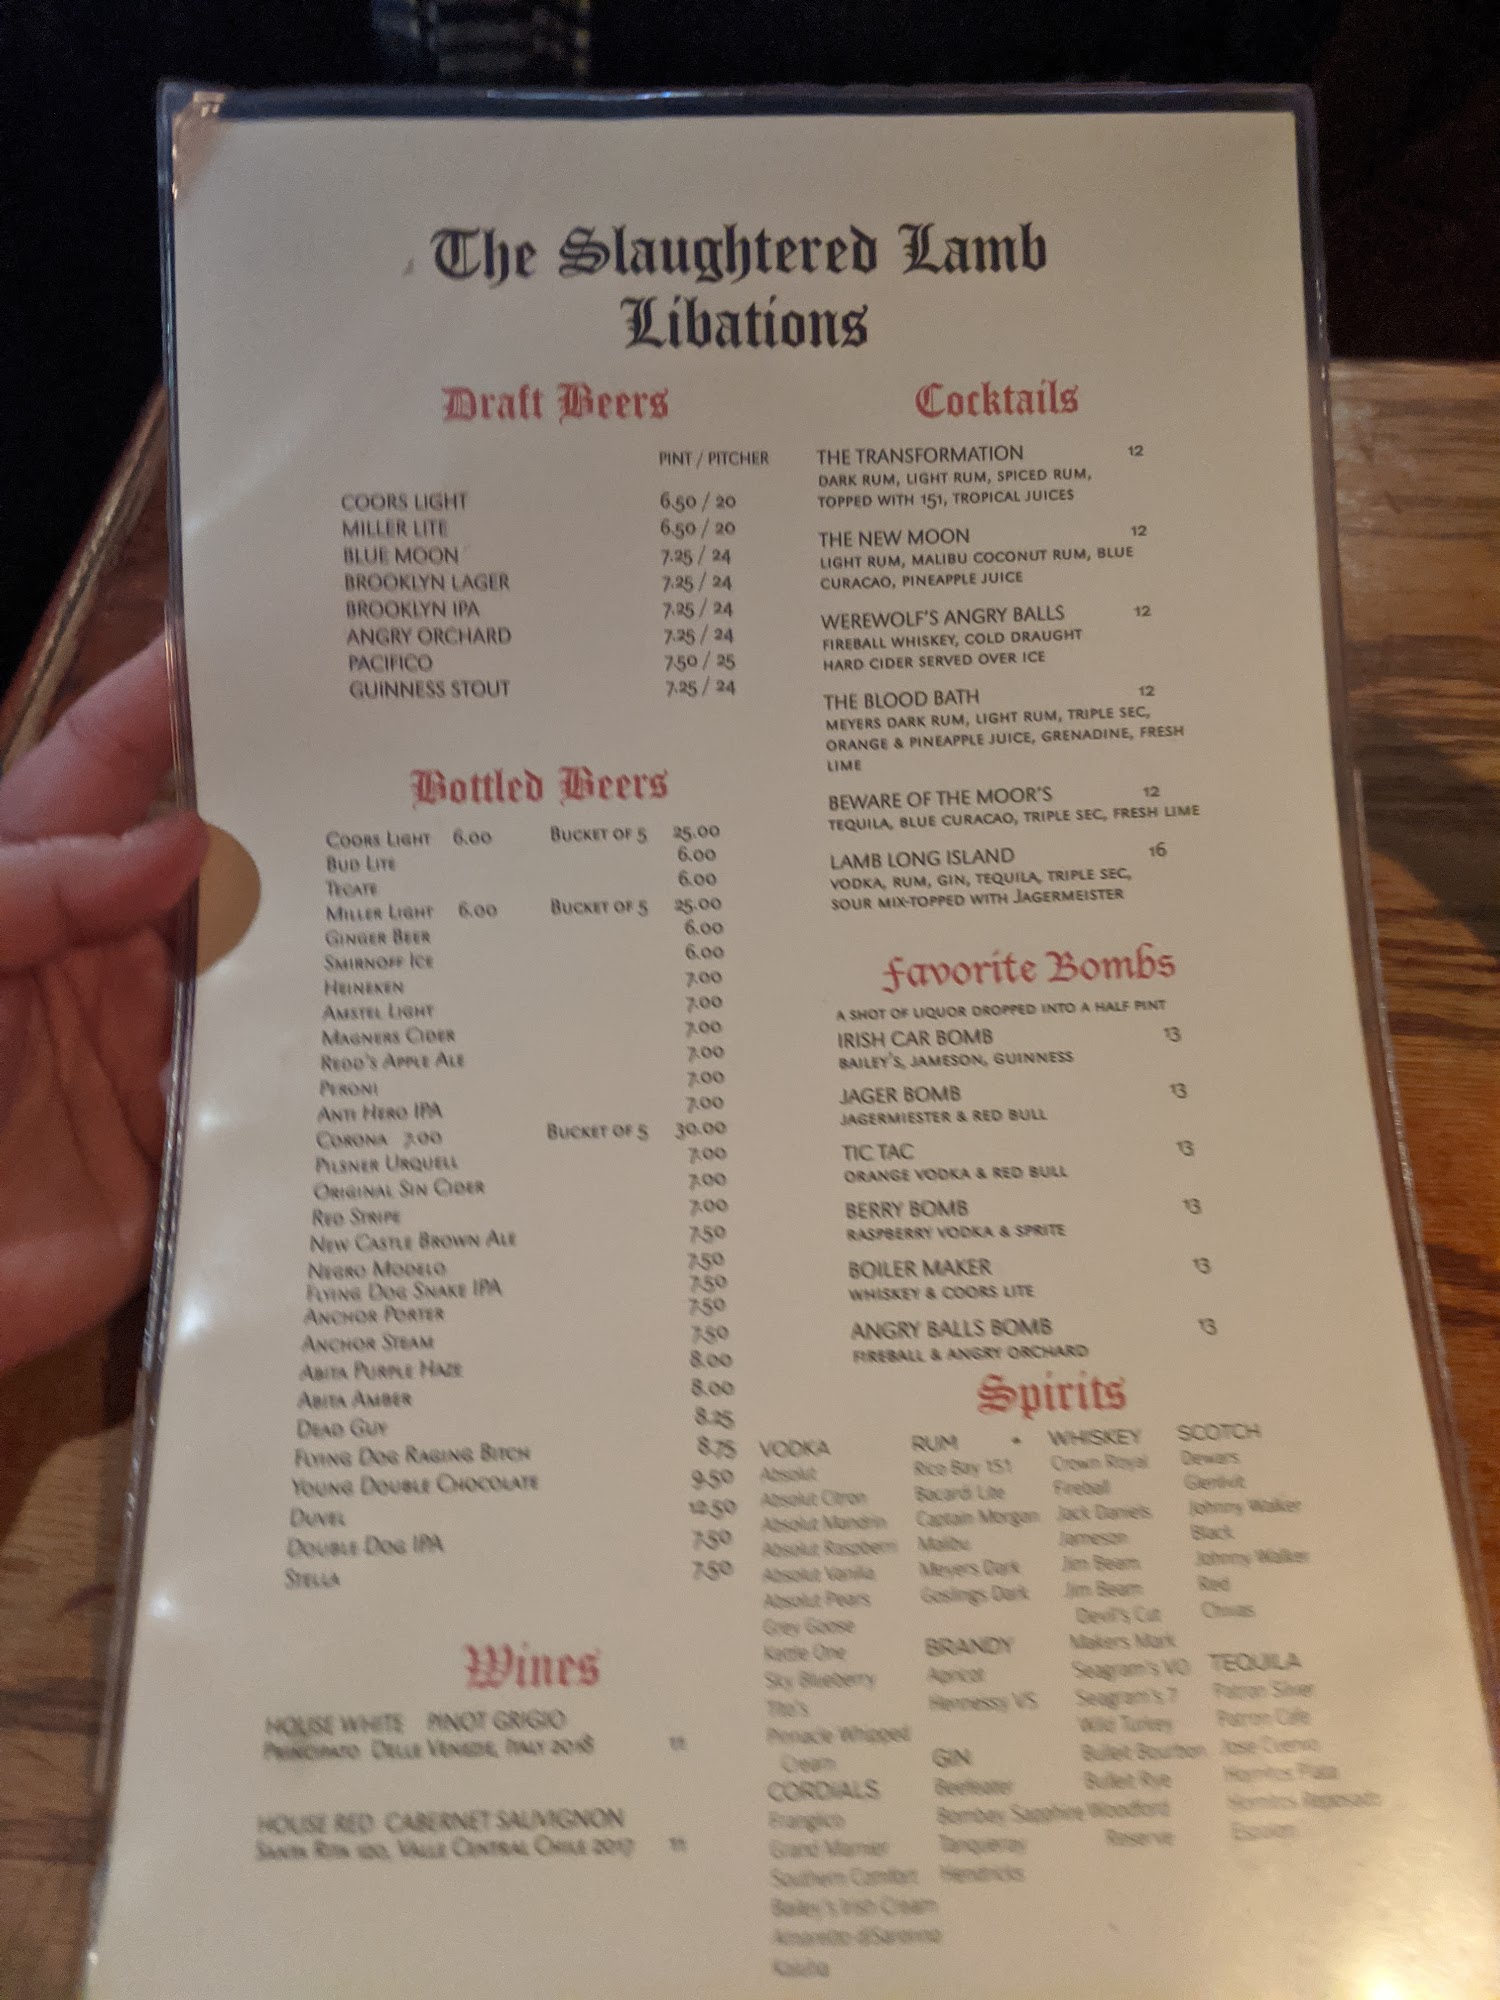 The Slaughtered Lamb
Libations
Draft Beers
PINT / PITCHER
COORS LIGHT 6.50 / 20
MILLER LITE 6.50 / 20
BLUE MOON 7.25 / 24
BROOKLYN LAGER 7.25 / 24
BROOKLYN IPA 7.25 / 24
ANGRY ORCHARD 7.25 / 24
PACIFICO 7.50 / 25
GUINNESS STOUT 7.25 / 24
Bottled Beers
COORS LIGHT 6.00 BUCKET OF 5 25.00
BUD LITE 6.00
TECATE 6.00
MILLER LIGHT 6.00 BUCKET OF 5 25.00
GINGER BEER 6.00
SMIRNOFF ICE 6.00
HEINEKEN 7.00
AMSTEL LIGHT 7.00
MAGNERS CIDER 7.00
REDD'S APPLE ALE 7.00
PERONI 7.00
ANTI HERO IPA 7.00
CORONA 7.00 BUCKET OF 5 30.00
PILSNER URQUELL 7.00
ORIGINAL SIN CIDER 7.00
RED STRIPE 7.00
NEW CASTLE BROWN ALE 7.50
NEGRO MODELO 7.50
FLYING DOG SNAKE IPA 7.50
ANCHOR PORTER 7.50
ANCHOR STEAM 7.50
ABITA PURPLE HAZE 8.00
ABITA AMBER 8.00
DEAD GUY 8.25
FLYING DOG RAGING BITCH 8.75
YOUNG DOUBLE CHOCOLATE 9.50
DUVEL 12.50
DOUBLE DOG IPA 7.50
STELLA 7.50
Wines
HOUSE WHITE PINOT GRIGIO
PRINCIPATO DELLE VENEDE, ITALY 2018 11
HOUSE RED CABERNET SAUVIGNON
SANTA RITA 120, VALLE CENTRAL CHILE 2017 11
Cocktails
THE TRANSFORMATION 12
DARK RUM, LIGHT RUM, SPICED RUM,
TOPPED WITH 151, TROPICAL JUICES
THE NEW MOON 12
LIGHT RUM, MALIBU COCONUT RUM, BLUE
CURACAO, PINEAPPLE JUICE
WEREWOLF'S ANGRY BALLS 12
FIREBALL WHISKEY, COLD DRAUGHT
HARD CIDER SERVED OVER ICE
THE BLOOD BATH 12
MEYERS DARK RUM, LIGHT RUM, TRIPLE SEC,
ORANGE & PINEAPPLE JUICE, GRENADINE, FRESH
LIME
BEWARE OF THE MOOR'S 12
TEQUILA, BLUE CURACAO, TRIPLE SEC, FRESH LIME
LAMB LONG ISLAND 16
VODKA, RUM, GIN, TEQUILA, TRIPLE SEC,
SOUR MIX-TOPPED WITH JAGERMEISTER
Favorite Bombs
A SHOT OF LIQUOR DROPPED INTO A HALF PINT
IRISH CAR BOMB 13
BAILEY'S, JAMESON, GUINNESS
JAGER BOMB 13
JAGERMIESTER & RED BULL
TIC TAC 13
ORANGE VODKA & RED BULL
BERRY BOMB 13
RASPBERRY VODKA & SPRITE
BOILER MAKER 13
WHISKEY & COORS LITE
ANGRY BALLS BOMB 13
FIREBALL & ANGRY ORCHARD
Spirits
VODKA
Absolut
Absolut Citron
Absolut Mandrin
Absolut Raspberri
Absolut Vanilla
Absolut Pears
Grey Goose
Kettle One
Sky Blueberry
Tito's
Pinnacle Whipped
Cream
CORDIALS
Franglico
Grand Marnier
Southern Comfort
Bailey's Irish Cream
Amaretto diSaronno
Kaluha
RUM
Rico Bay 151
Bacardi Lite
Captain Morgan
Malibu
Meyers Dark
Goslings Dark
BRANDY
Apricot
Hennessy VS
GIN
Beefeater
Bombay Sapphire
Tanqueray
Hendricks
WHISKEY
Crown Royal
Fireball
Jack Daniels
Jameson
Jim Beam
Jim Beam
Devil's Cut
Makers Mark
Seagram's VO
Seagram's 7
Wild Turkey
Bulleit Bourbon
Bulleit Rye
Woodford
Reserve
SCOTCH
Dewars
Glenlivit
Johnny Walker
Black
Johnny Walker
Red
Chivas
TEQUILA
Patron Silver
Patron Cafe
Jose Cuervo
Hornitos Plata
Hornitos Reposado
Espolon